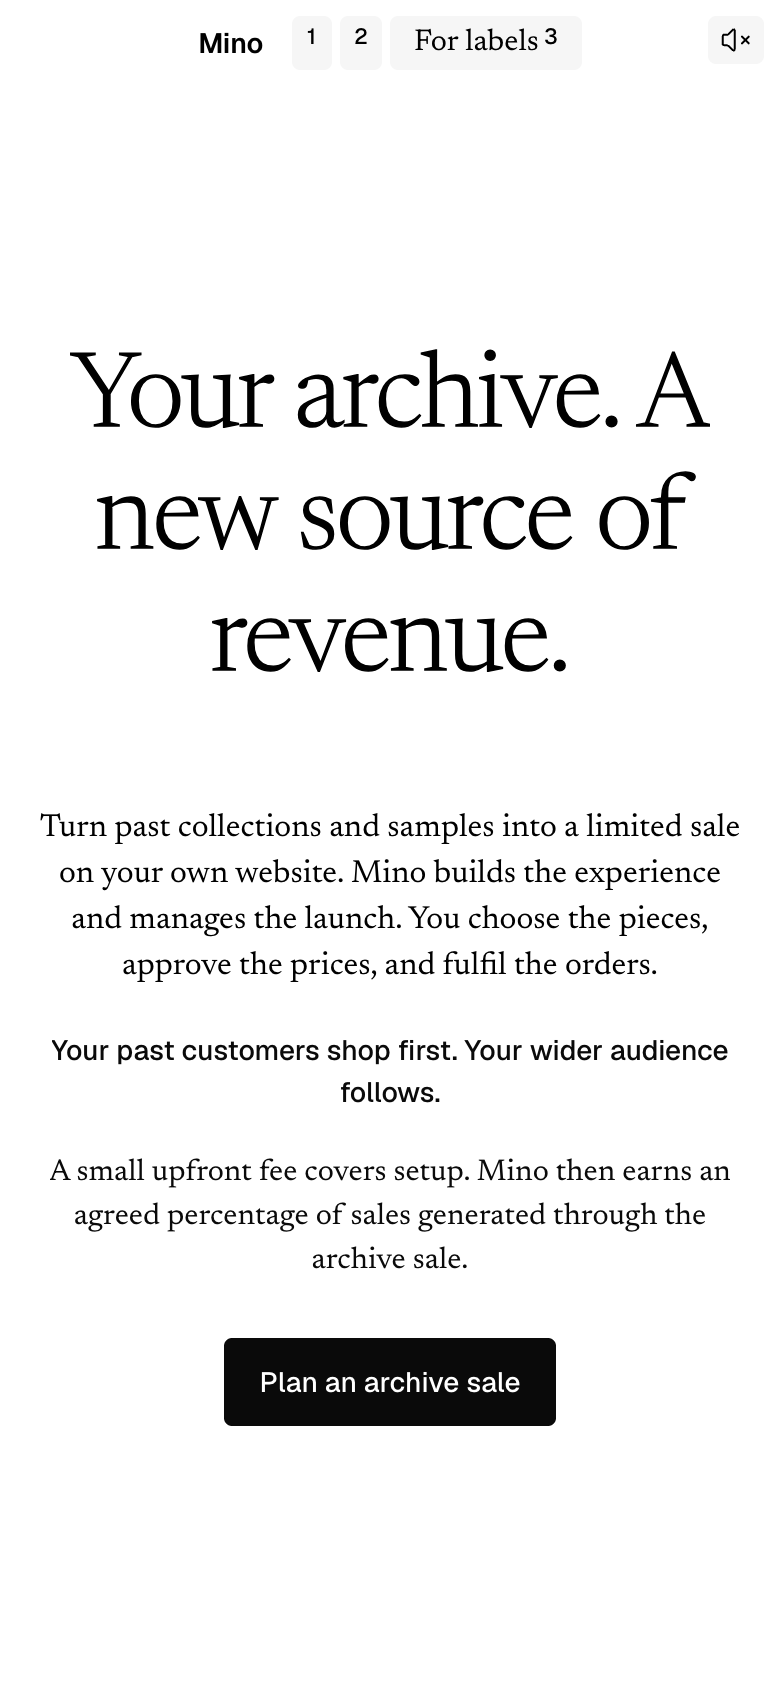 Mino 1 2 For labels 3
Your archive. A
new source of
revenue.
Turn past collections and samples into a limited sale
on your own website. Mino builds the experience
and manages the launch. You choose the pieces,
approve the prices, and fulfil the orders.
Your past customers shop first. Your wider audience
follows.
A small upfront fee covers setup. Mino then earns an
agreed percentage of sales generated through the
archive sale.
Plan an archive sale